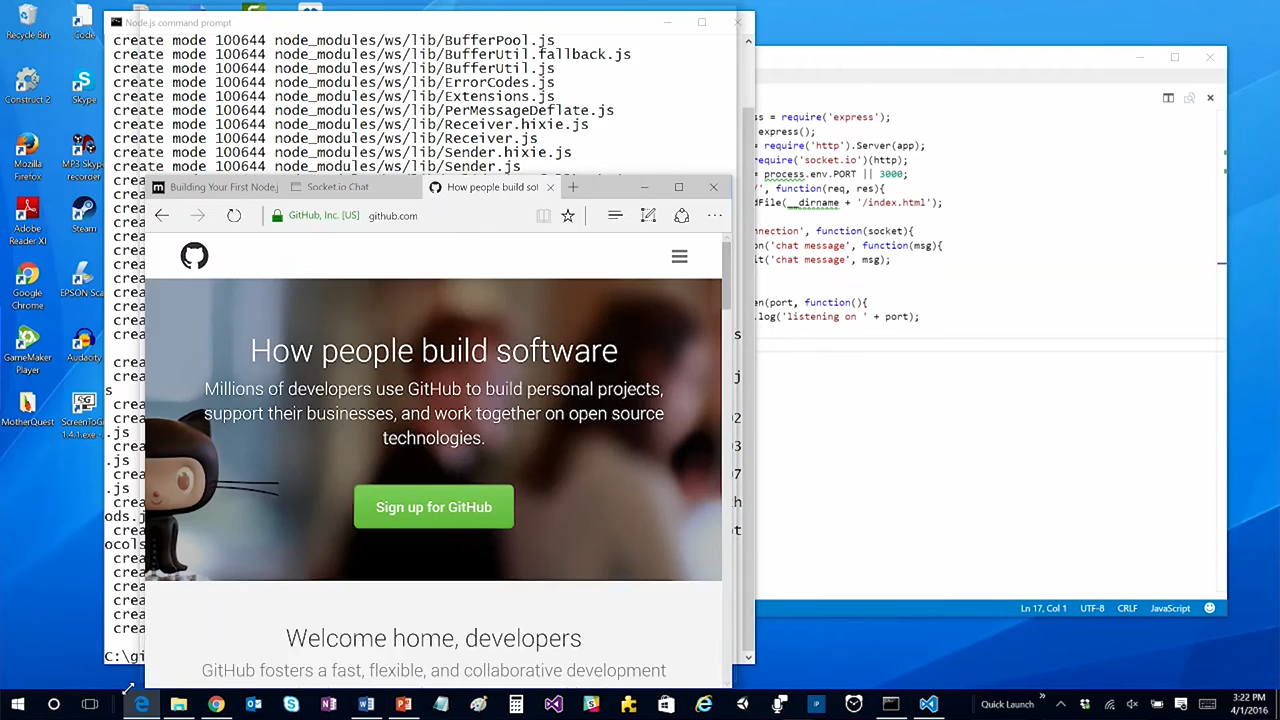 Recycle Bin
Code
Construct 2
Skype
Mozilla
Firefox
MP3 Skype
recorder
Adobe
Reader XI
Steam
Google
Chrome
EPSON Sca
GameMaker
Player
Audacity
MotherQuest
ScreenToGi
1.4.1.exe -
Node.js command prompt
create mode 100644 node_modules/ws/lib/BufferPool.js
create mode 100644 node_modules/ws/lib/BufferUtil.fallback.js
create mode 100644 node_modules/ws/lib/BufferUtil.js
create mode 100644 node_modules/ws/lib/ErrorCodes.js
create mode 100644 node_modules/ws/lib/Extensions.js
create mode 100644 node_modules/ws/lib/PerMessageDeflate.js
create mode 100644 node_modules/ws/lib/Receiver.hixie.js
create mode 100644 node_modules/ws/lib/Receiver.js
create mode 100644 node_modules/ws/lib/Sender.hixie.js
create mode 100644 node_modules/ws/lib/Sender.js
C:\gi
Building Your First Node.j
Socket.io Chat
How people build sof
GitHub, Inc. [US] github.com
How people build software
Millions of developers use GitHub to build personal projects,
support their businesses, and work together on open source
technologies.
Sign up for GitHub
Welcome home, developers
GitHub fosters a fast, flexible, and collaborative development
ss = require('express');
express();
= require('http').Server(app);
require('socket.io')(http);
= process.env.PORT || 3000;
/', function(req, res){
dFile(__dirname + '/index.html');
nnection', function(socket){
on('chat message', function(msg){
it('chat message', msg);
en(port, function(){
.log('listening on ' + port);
Ln 17, Col 1 UTF-8 CRLF JavaScript
Quick Launch
3:22 PM
4/1/2016